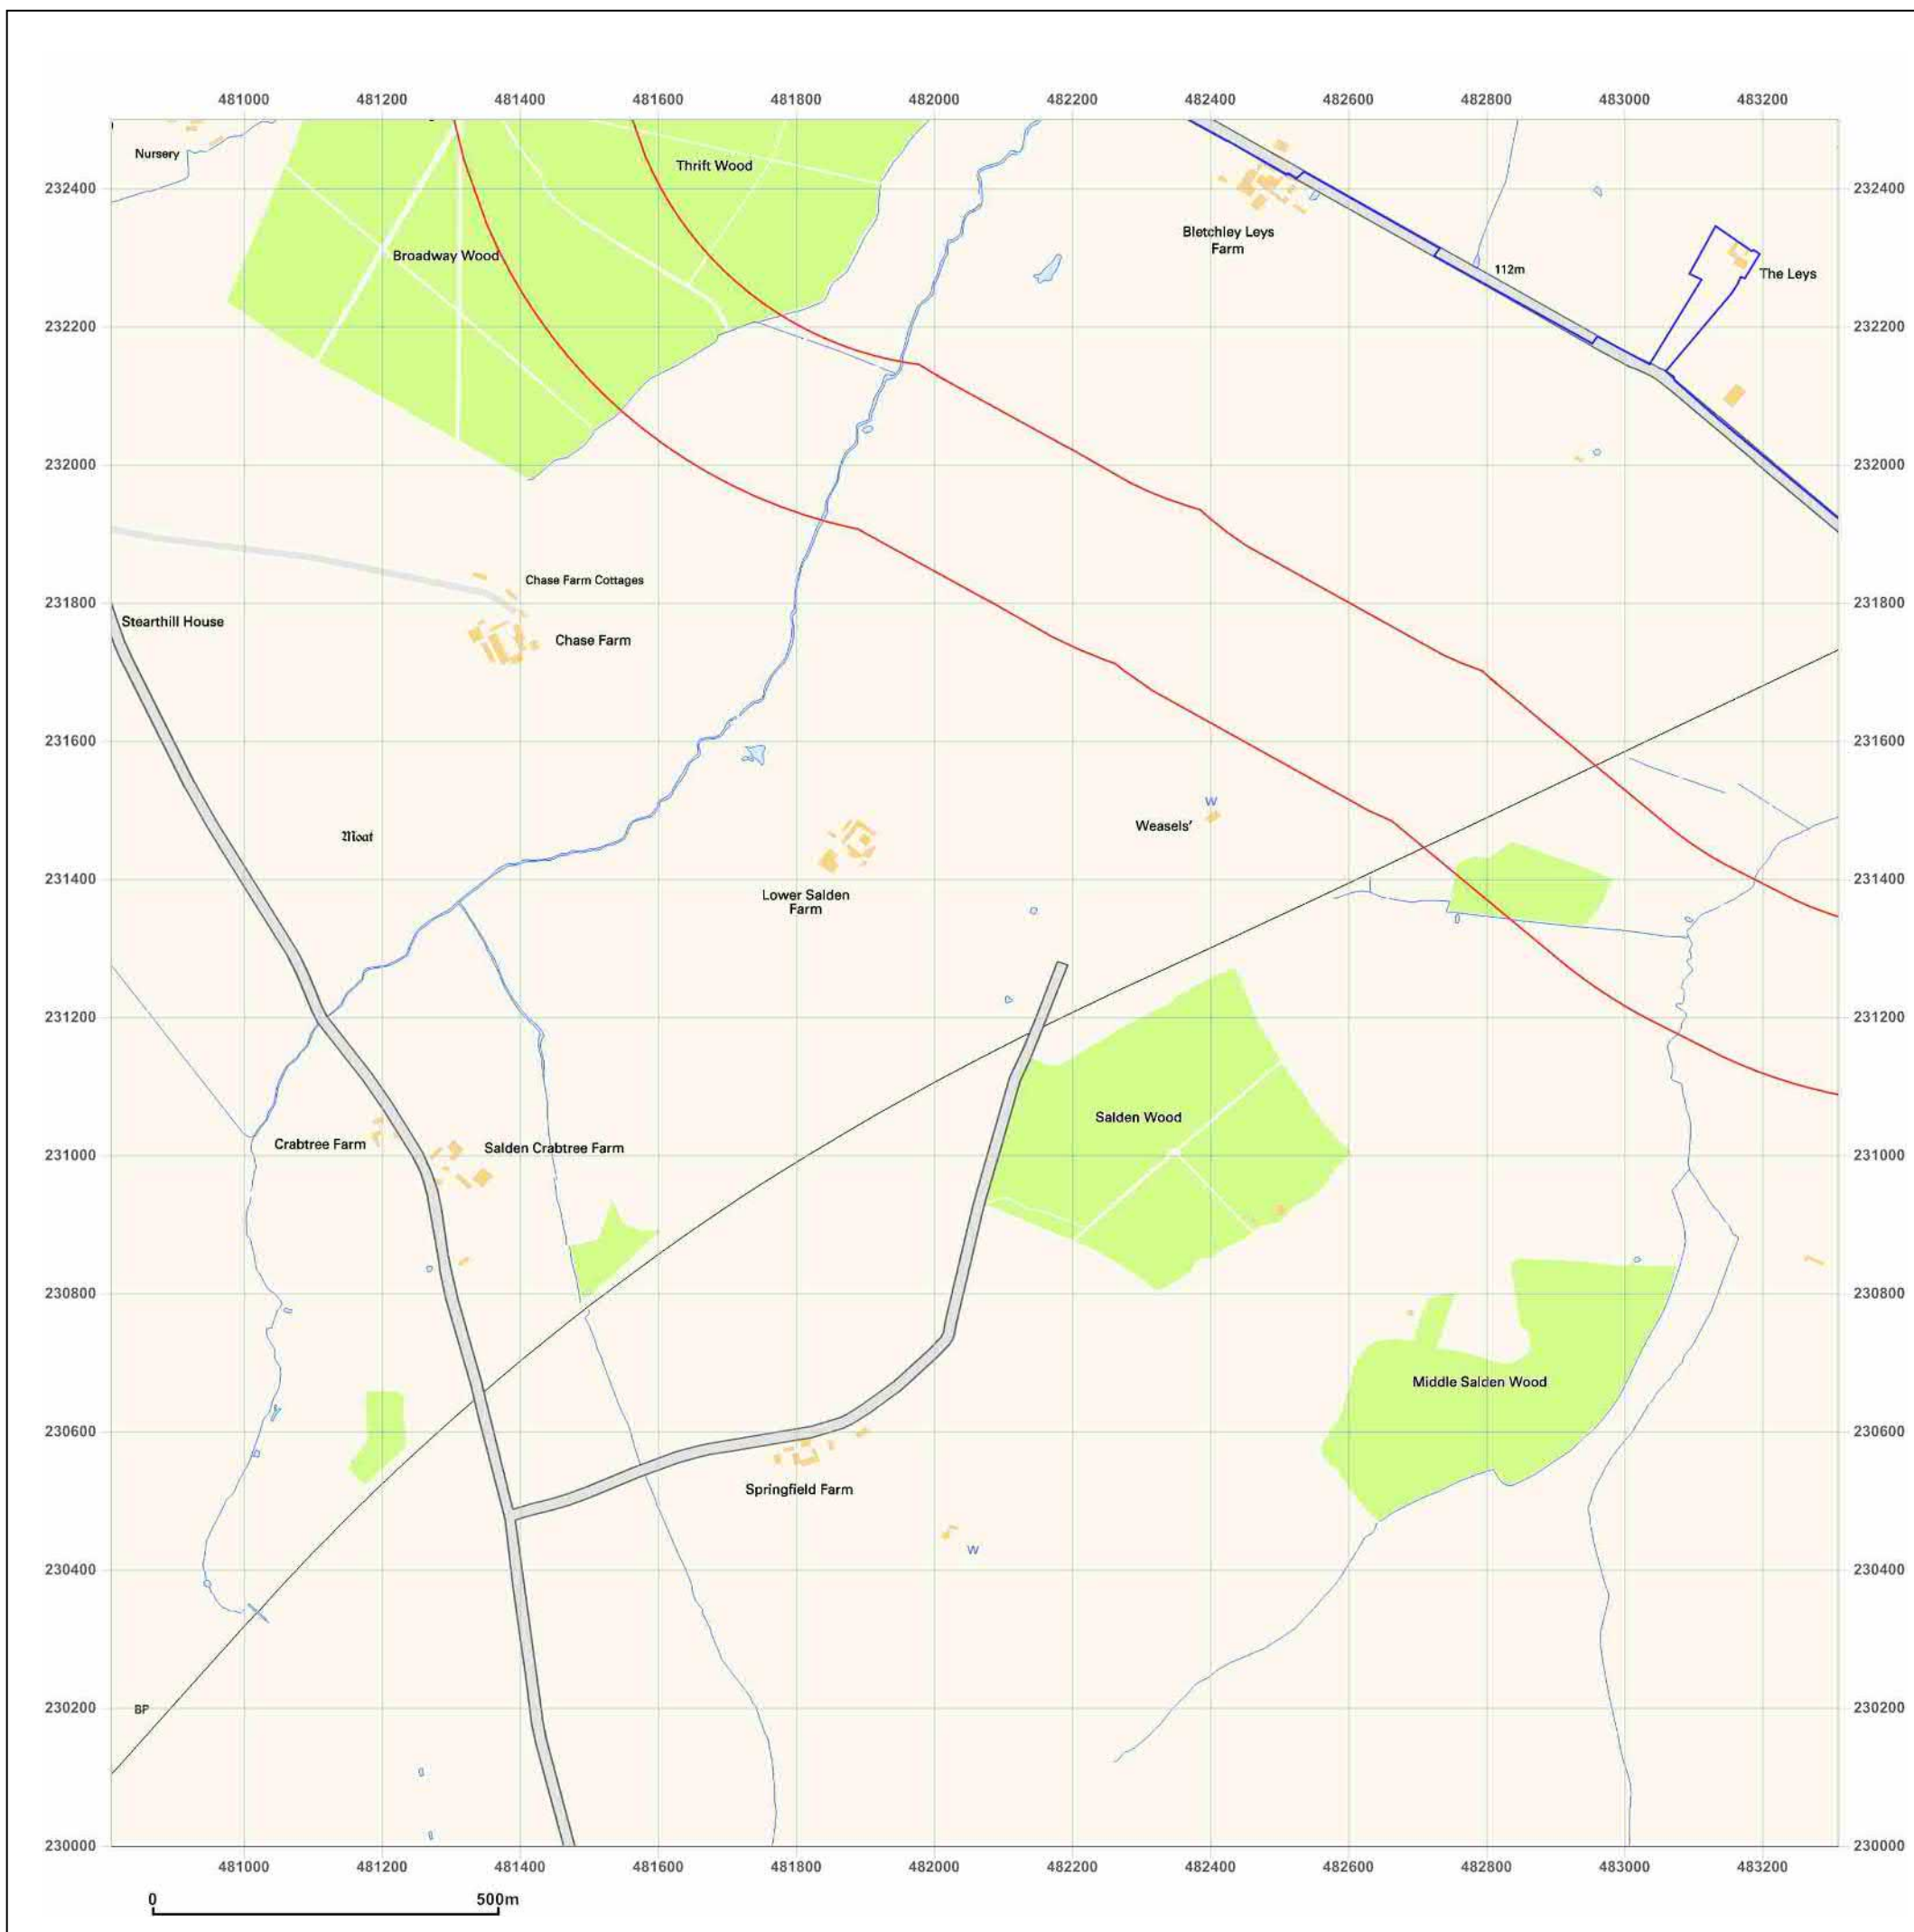 481000 481200 481400 481600 481800 482000 482200 482400 482600 482800 483000 483200
Nursery
Thrift Wood
232400 232400
Bletchley Leys
Farm
Broadway Wood
112m
The Leys
232200 232200
232000 232000
Chase Farm Cottages
231800 231800
Stearthill House
Chase Farm
231600 231600
W
Weasels'
Moat
231400 231400
Lower Salden
Farm
231200 231200
Salden Wood
Crabtree Farm
Salden Crabtree Farm
231000 231000
230800 230800
Middle Salden Wood
230600 230600
Springfield Farm
W
230400 230400
230200 230200
BP
230000 230000
481000 481200 481400 481600 481800 482000 482200 482400 482600 482800 483000 483200
0 500m